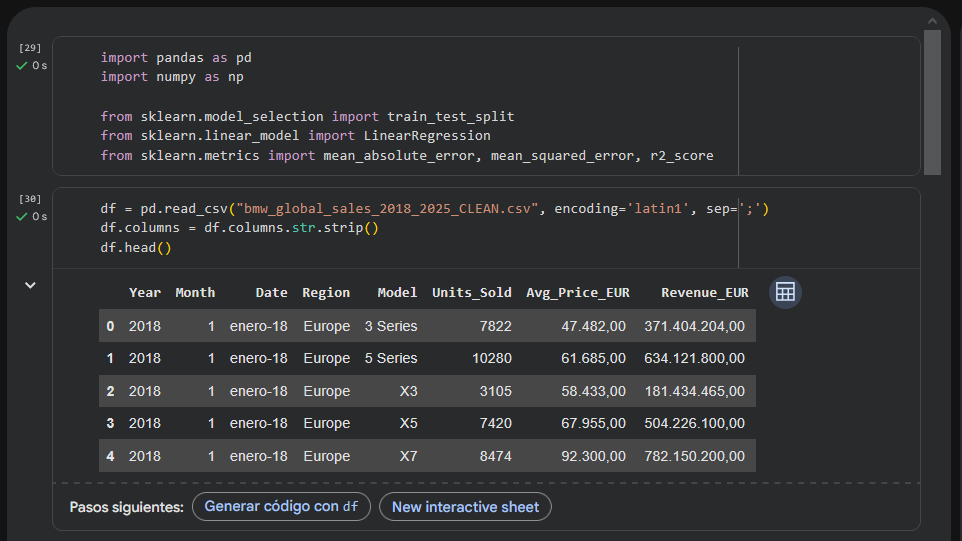 [29]
0 s
import pandas as pd
import numpy as np
from sklearn.model_selection import train_test_split
from sklearn.linear_model import LinearRegression
from sklearn.metrics import mean_absolute_error, mean_squared_error, r2_score
[30]
0 s
df = pd.read_csv("bmw_global_sales_2018_2025_CLEAN.csv", encoding='latin1', sep=';')
df.columns = df.columns.str.strip()
df.head()
Year Month Date Region Model Units_Sold Avg_Price_EUR Revenue_EUR
0 2018 1 enero-18 Europe 3 Series 7822 47.482,00 371.404.204,00
1 2018 1 enero-18 Europe 5 Series 10280 61.685,00 634.121.800,00
2 2018 1 enero-18 Europe X3 3105 58.433,00 181.434.465,00
3 2018 1 enero-18 Europe X5 7420 67.955,00 504.226.100,00
4 2018 1 enero-18 Europe X7 8474 92.300,00 782.150.200,00
Pasos siguientes: Generar código con df New interactive sheet